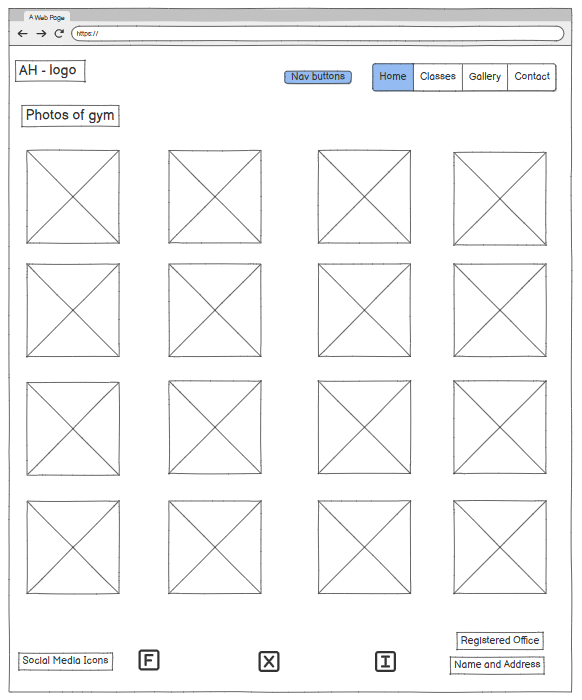 A Web Page
https://
AH - logo
Nav buttons
Home Classes Gallery Contact
Photos of gym
Registered Office
Social Media Icons
F
X
I
Name and Address